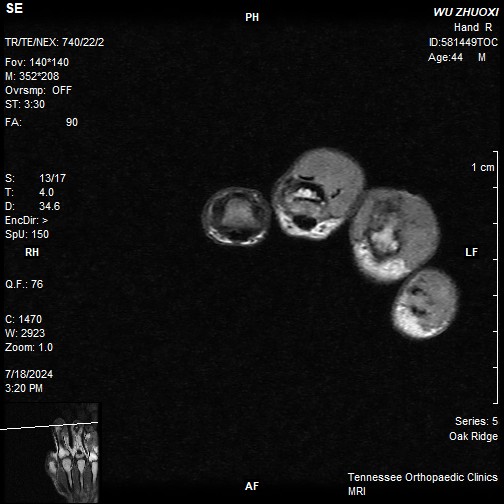 SE
PH
WU ZHUOXI
Hand R
ID:581449TOC
Age:44 M
TR/TE/NEX: 740/22/2
Fov: 140*140
M: 352*208
Ovrsmp: OFF
ST: 3:30
FA: 90
1 cm
S: 13/17
T: 4.0
D: 34.6
EncDir: >
SpU: 150
RH
LF
Q.F.: 76
C: 1470
W: 2923
Zoom: 1.0
7/18/2024
3:20 PM
Series: 5
Oak Ridge
AF
Tennessee Orthopaedic Clinics
MRI